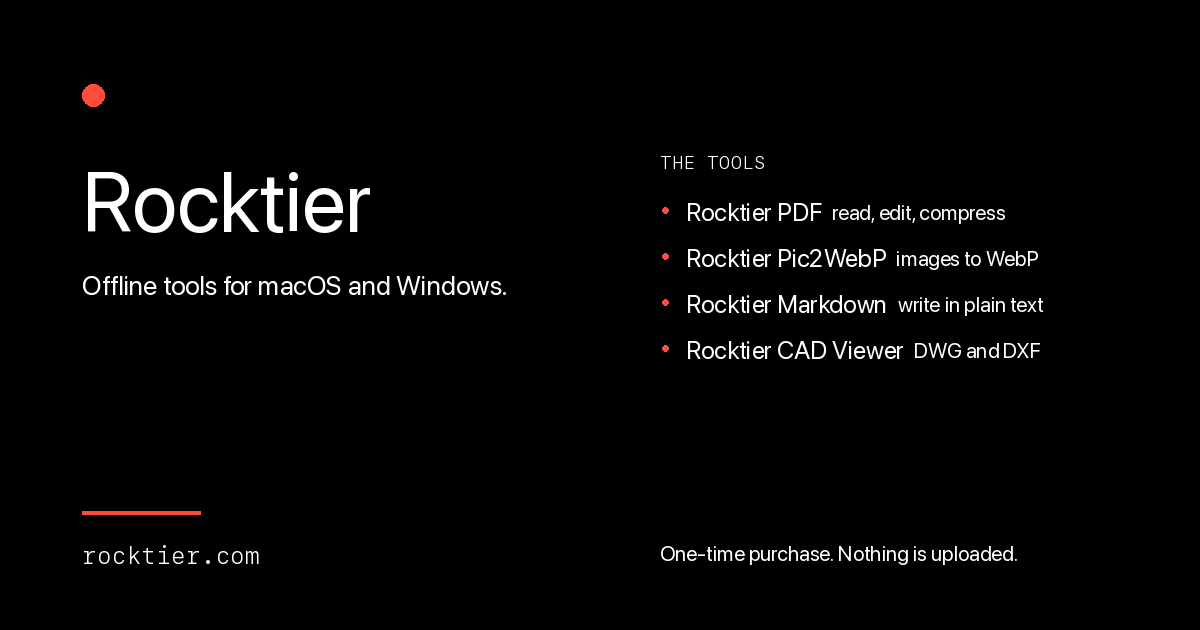 Rocktier
Offline tools for macOS and Windows.
THE TOOLS
Rocktier PDF read, edit, compress
Rocktier Pic2WebP images to WebP
Rocktier Markdown write in plain text
Rocktier CAD Viewer DWG and DXF
rocktier.com
One-time purchase. Nothing is uploaded.